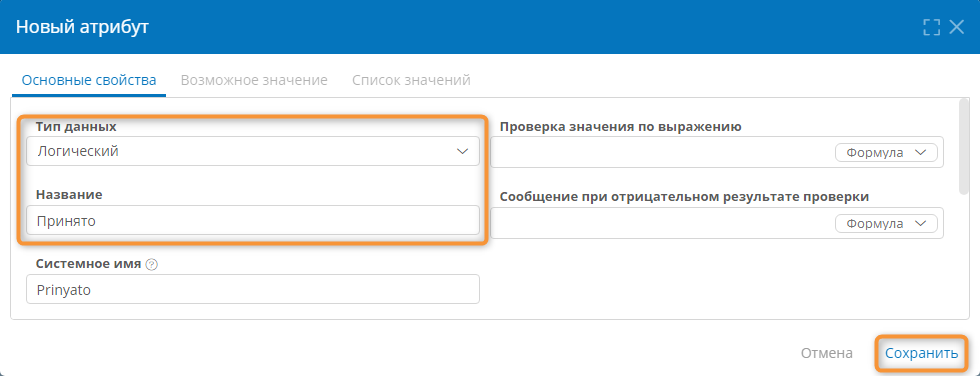 Новый атрибут
Основные свойства Возможное значение Список значений
Тип данных
Логический
Название
Принято
Системное имя ?
Prinyato
Проверка значения по выражению
Формула
Сообщение при отрицательном результате проверки
Формула
Отмена Сохранить